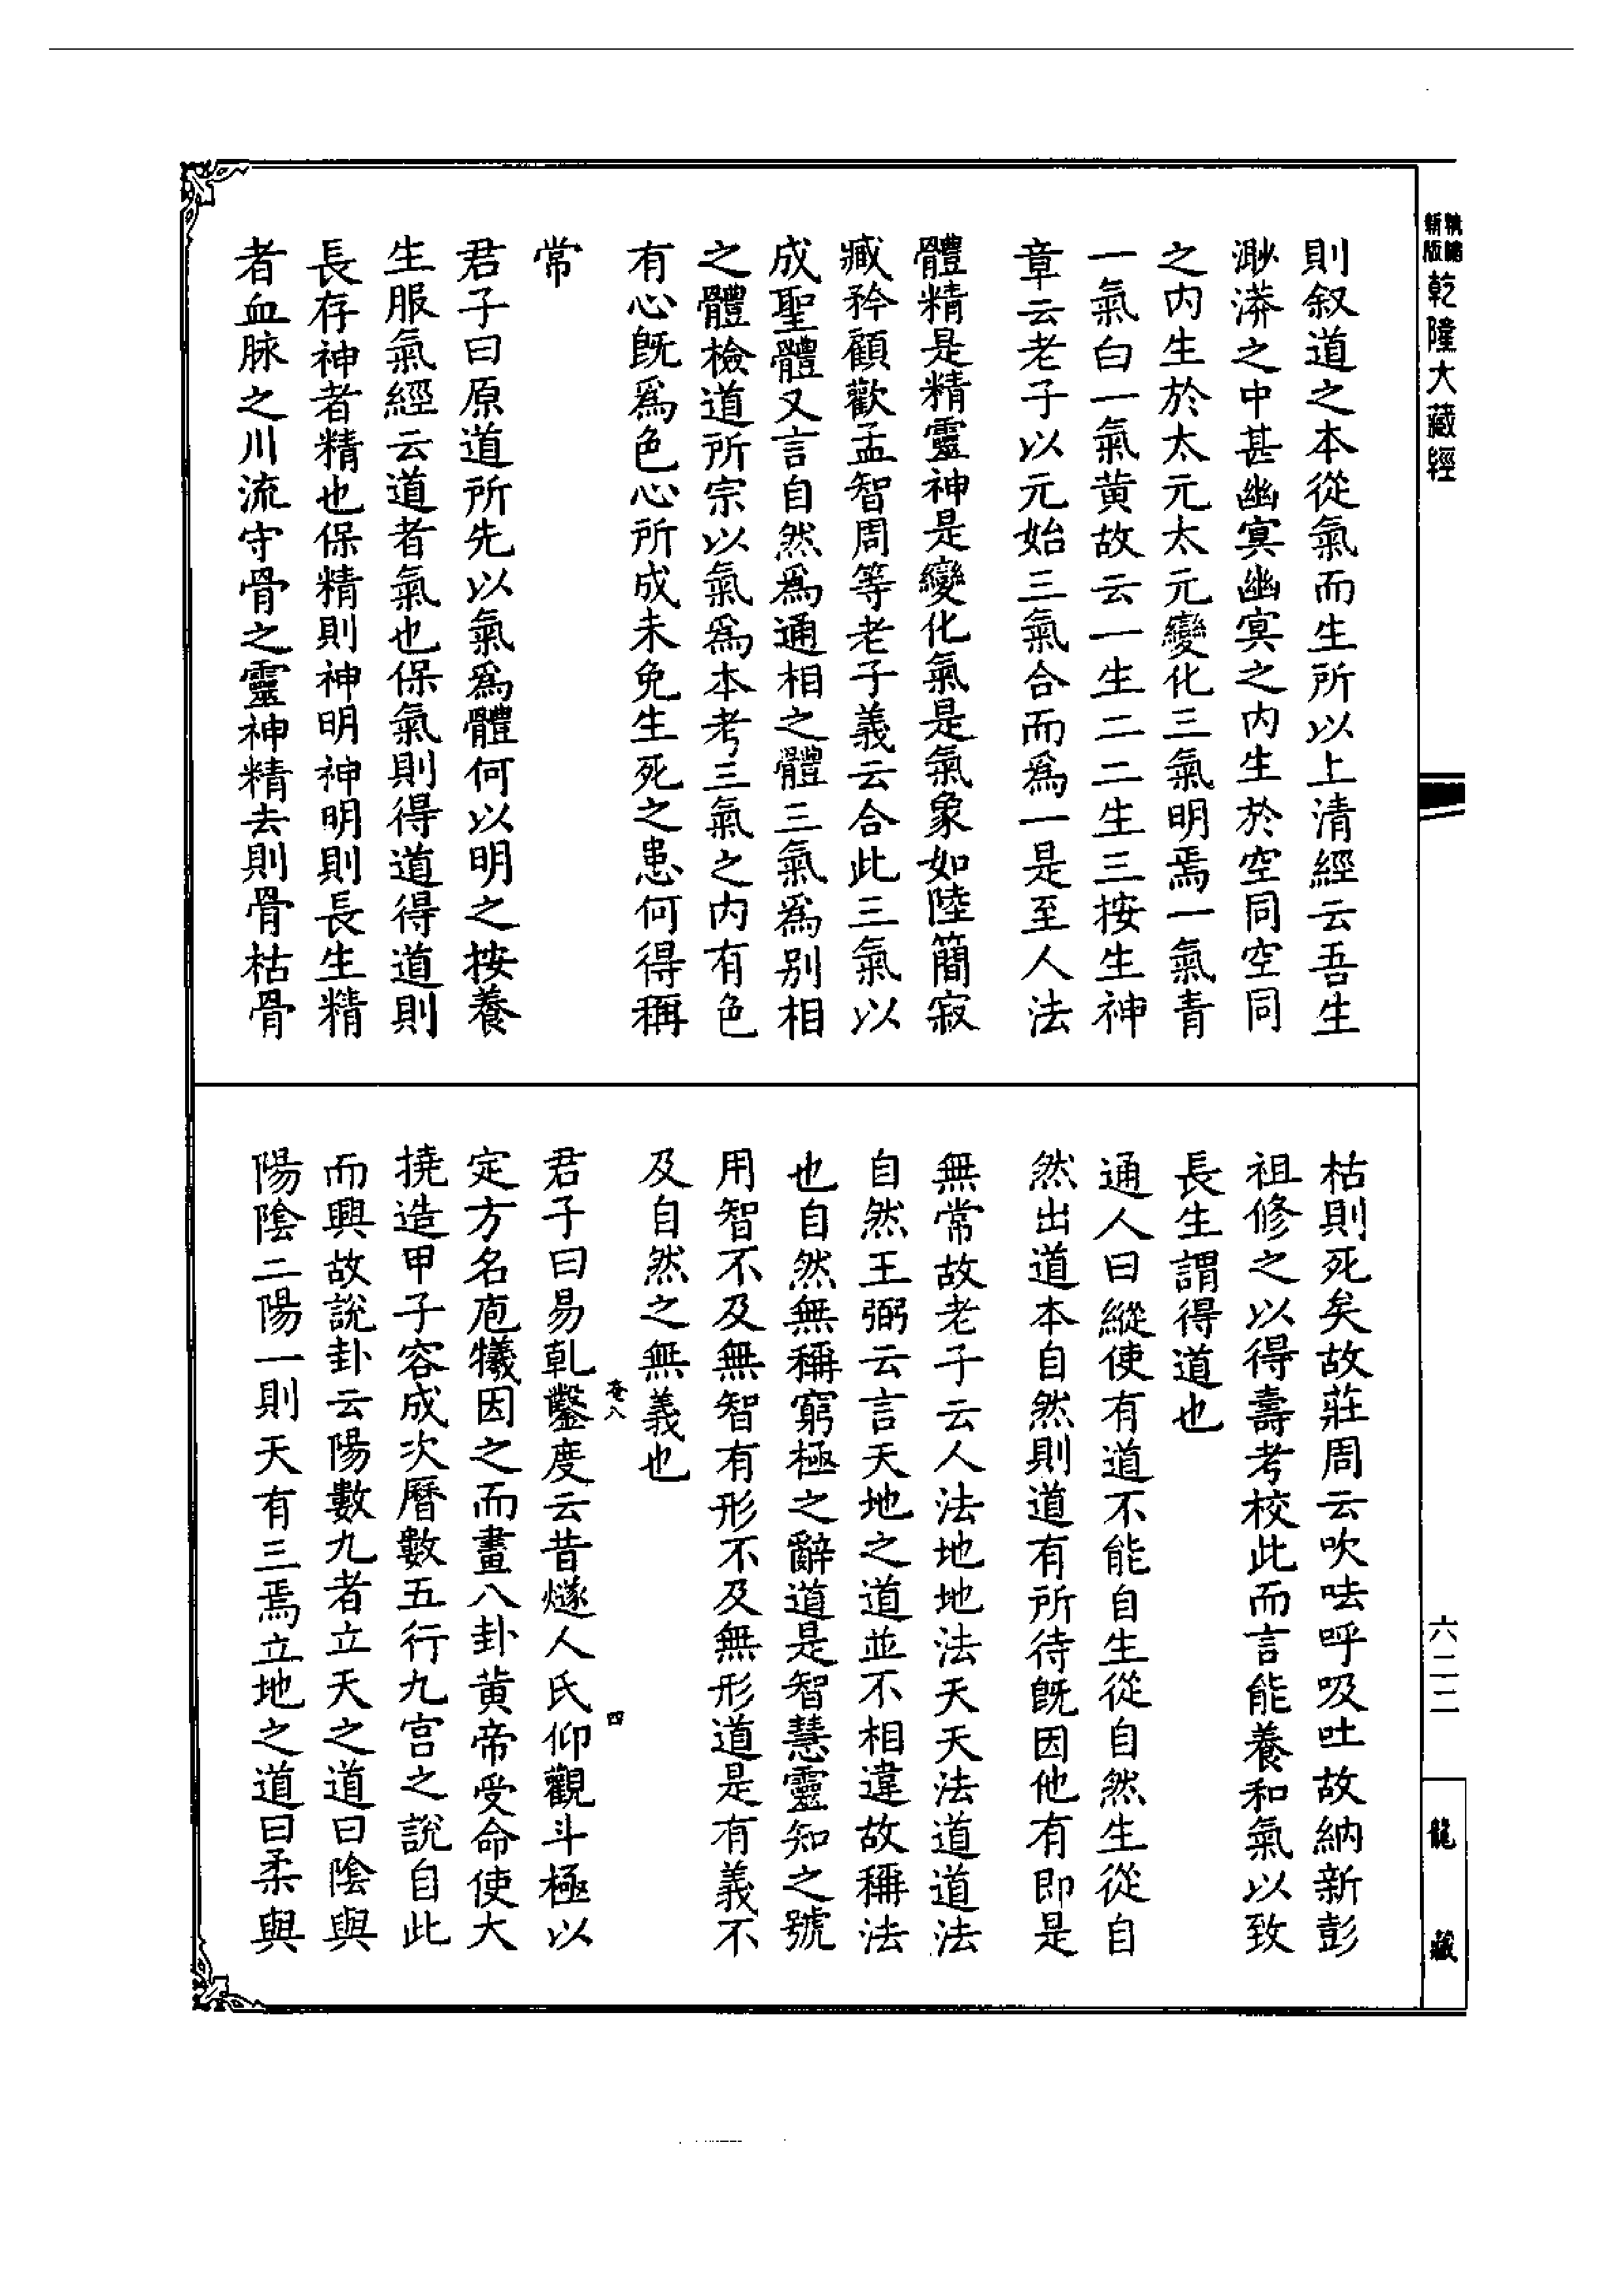 新版精縮乾隆大藏經
則叙道之本從氣而生所以上清經云吾生
渺漭之中甚幽冥幽冥之内生於空同空同
之内生於太元太元變化三氣明焉一氣青
一氣白一氣黄故云一生二二生三按生神
章云老子以元始三氣合而爲一是至人法
體精是精靈神是變化氣是氣象如陸簡寂
臧矜顧歡孟智周等老子義云合此三氣以
成聖體又言自然爲通相之體三氣爲别相
之體檢道所宗以氣爲本考三氣之内有色
有心既爲色心所成未免生死之患何得稱
常
君子曰原道所先以氣爲體何以明之按養
生服氣經云道者氣也保氣則得道得道則
長存神者精也保精則神明神明則長生精
者血脉之川流守骨之靈神精去則骨枯骨
枯則死矣故莊周云吹呿呼吸吐故納新彭
祖修之以得壽考校此而言能養和氣以致
長生謂得道也
通人曰縱使有道不能自生從自然生從自
然出道本自然則道有所待既因他有即是
無常故老子云人法地地法天天法道道法
自然王弼云言天地之道並不相違故稱法
也自然無稱窮極之辭道是智慧靈知之號
用智不及無智有形不及無形道是有義不
及自然之無義也
八 四
君子曰易乹鑿度云昔燧人氏仰觀斗極以
定方名庖犧因之而畫八卦黄帝受命使大
撓造甲子容成次曆數五行九宫之說自此
而興故說卦云陽數九者立天之道曰陰與
陽陰二陽一則天有三焉立地之道曰柔與
六二二
龍藏